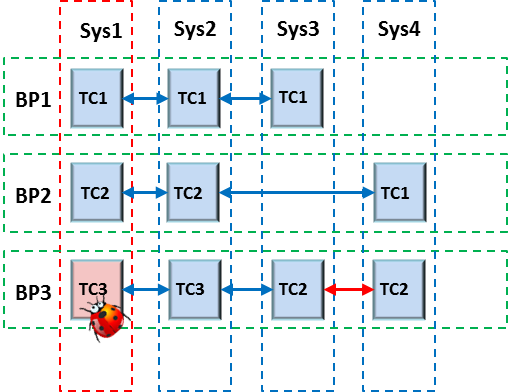 Sys1 Sys2 Sys3 Sys4
BP1 TC1 TC1 TC1
BP2 TC2 TC2 TC1
BP3 TC3 TC3 TC2 TC2